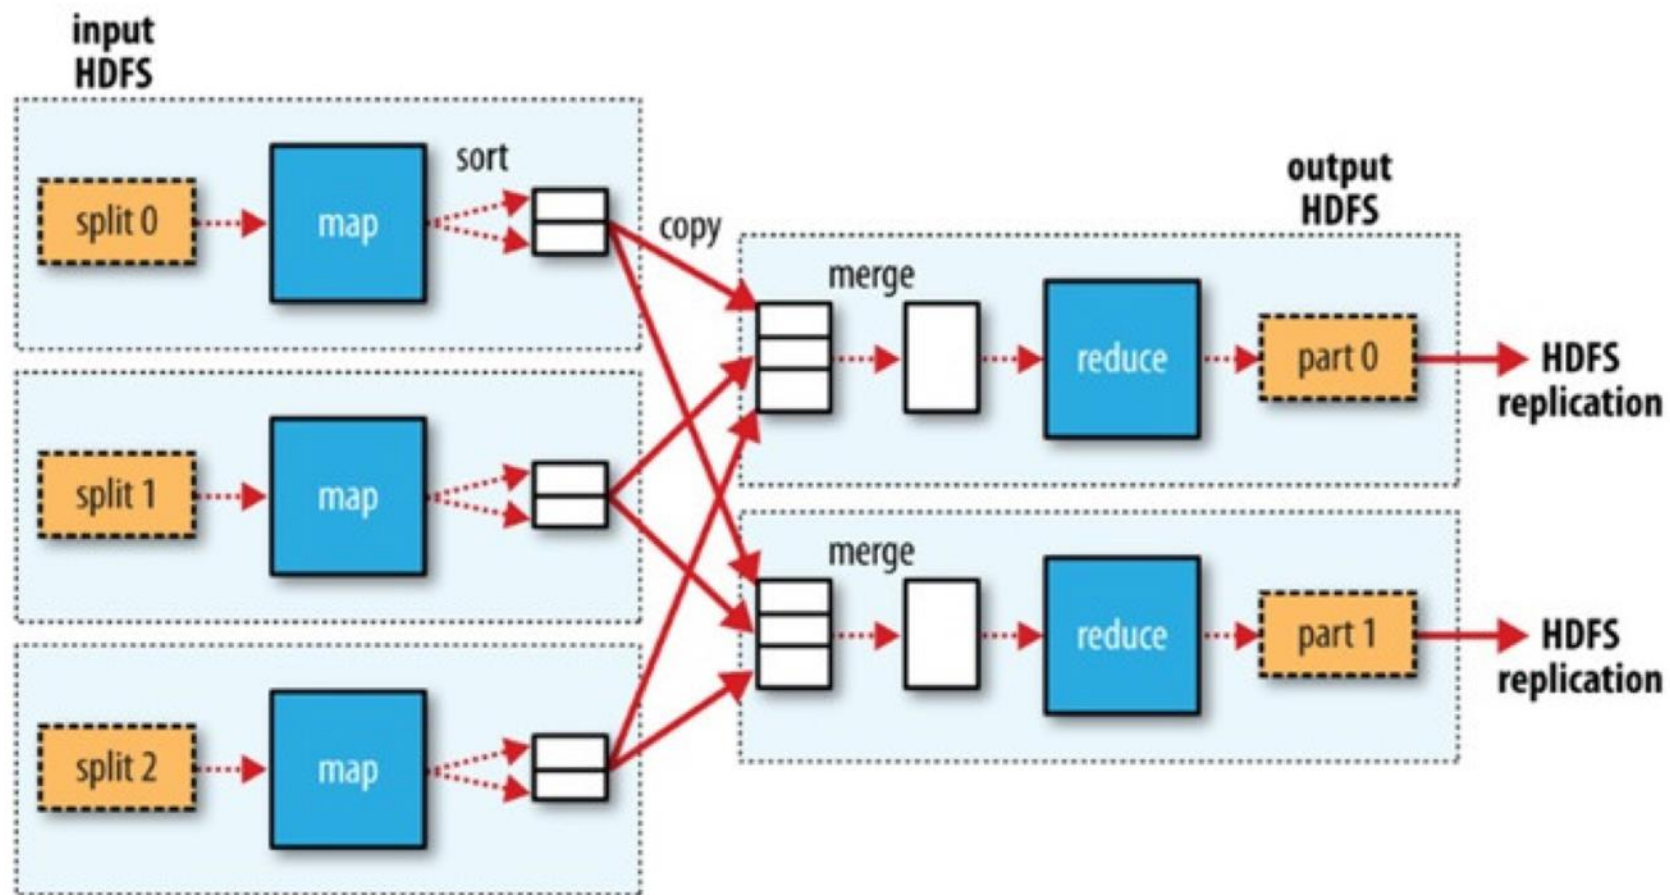 input
HDFS
split 0
map
sort
copy
split 1
map
split 2
map
output
HDFS
merge
reduce
part 0
HDFS
replication
merge
reduce
part 1
HDFS
replication